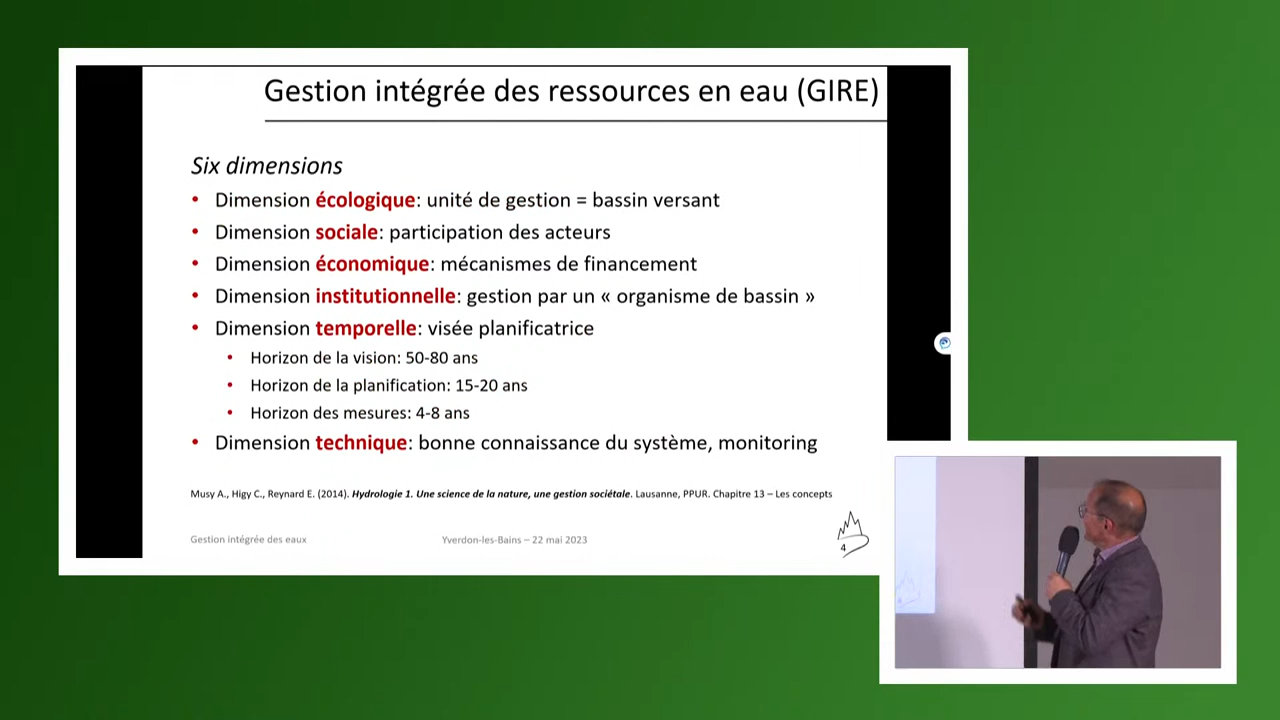 Gestion intégrée des ressources en eau (GIRE)
Six dimensions
• Dimension écologique: unité de gestion = bassin versant
• Dimension sociale: participation des acteurs
• Dimension économique: mécanismes de financement
• Dimension institutionnelle: gestion par un « organisme de bassin »
• Dimension temporelle: visée planificatrice
• Horizon de la vision: 50-80 ans
• Horizon de la planification: 15-20 ans
• Horizon des mesures: 4-8 ans
• Dimension technique: bonne connaissance du système, monitoring
Musy A., Higy C., Reynard E. (2014). Hydrologie 1. Une science de la nature, une gestion sociétale. Lausanne, PPUR. Chapitre 13 – Les concepts
Gestion intégrée des eaux
Yverdon-les-Bains – 22 mai 2023
4